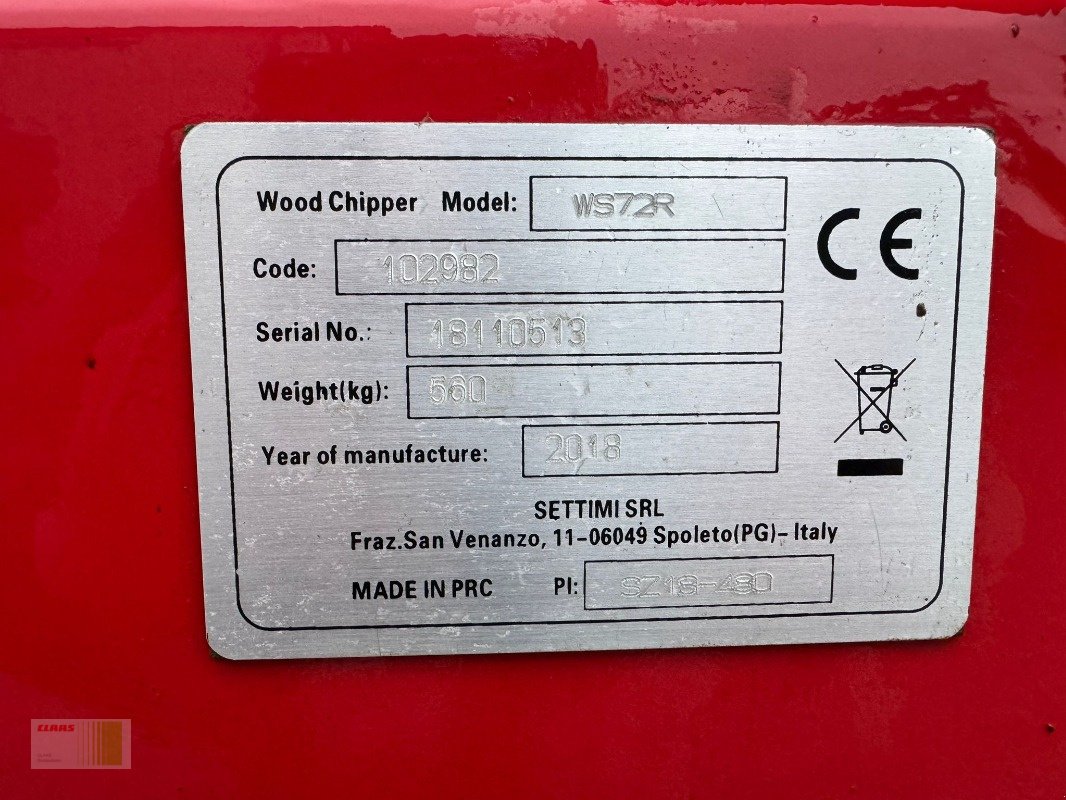 Wood Chipper Model: WS72R
Code: 102982
Serial No.: 18110513
Weight(kg): 560
Year of manufacture: 2018
SETTIMI SRL
Fraz.San Venanzo, 11-06049 Spoleto(PG)- Italy
MADE IN PRC PI: SZ18-480
CE
CLAAS